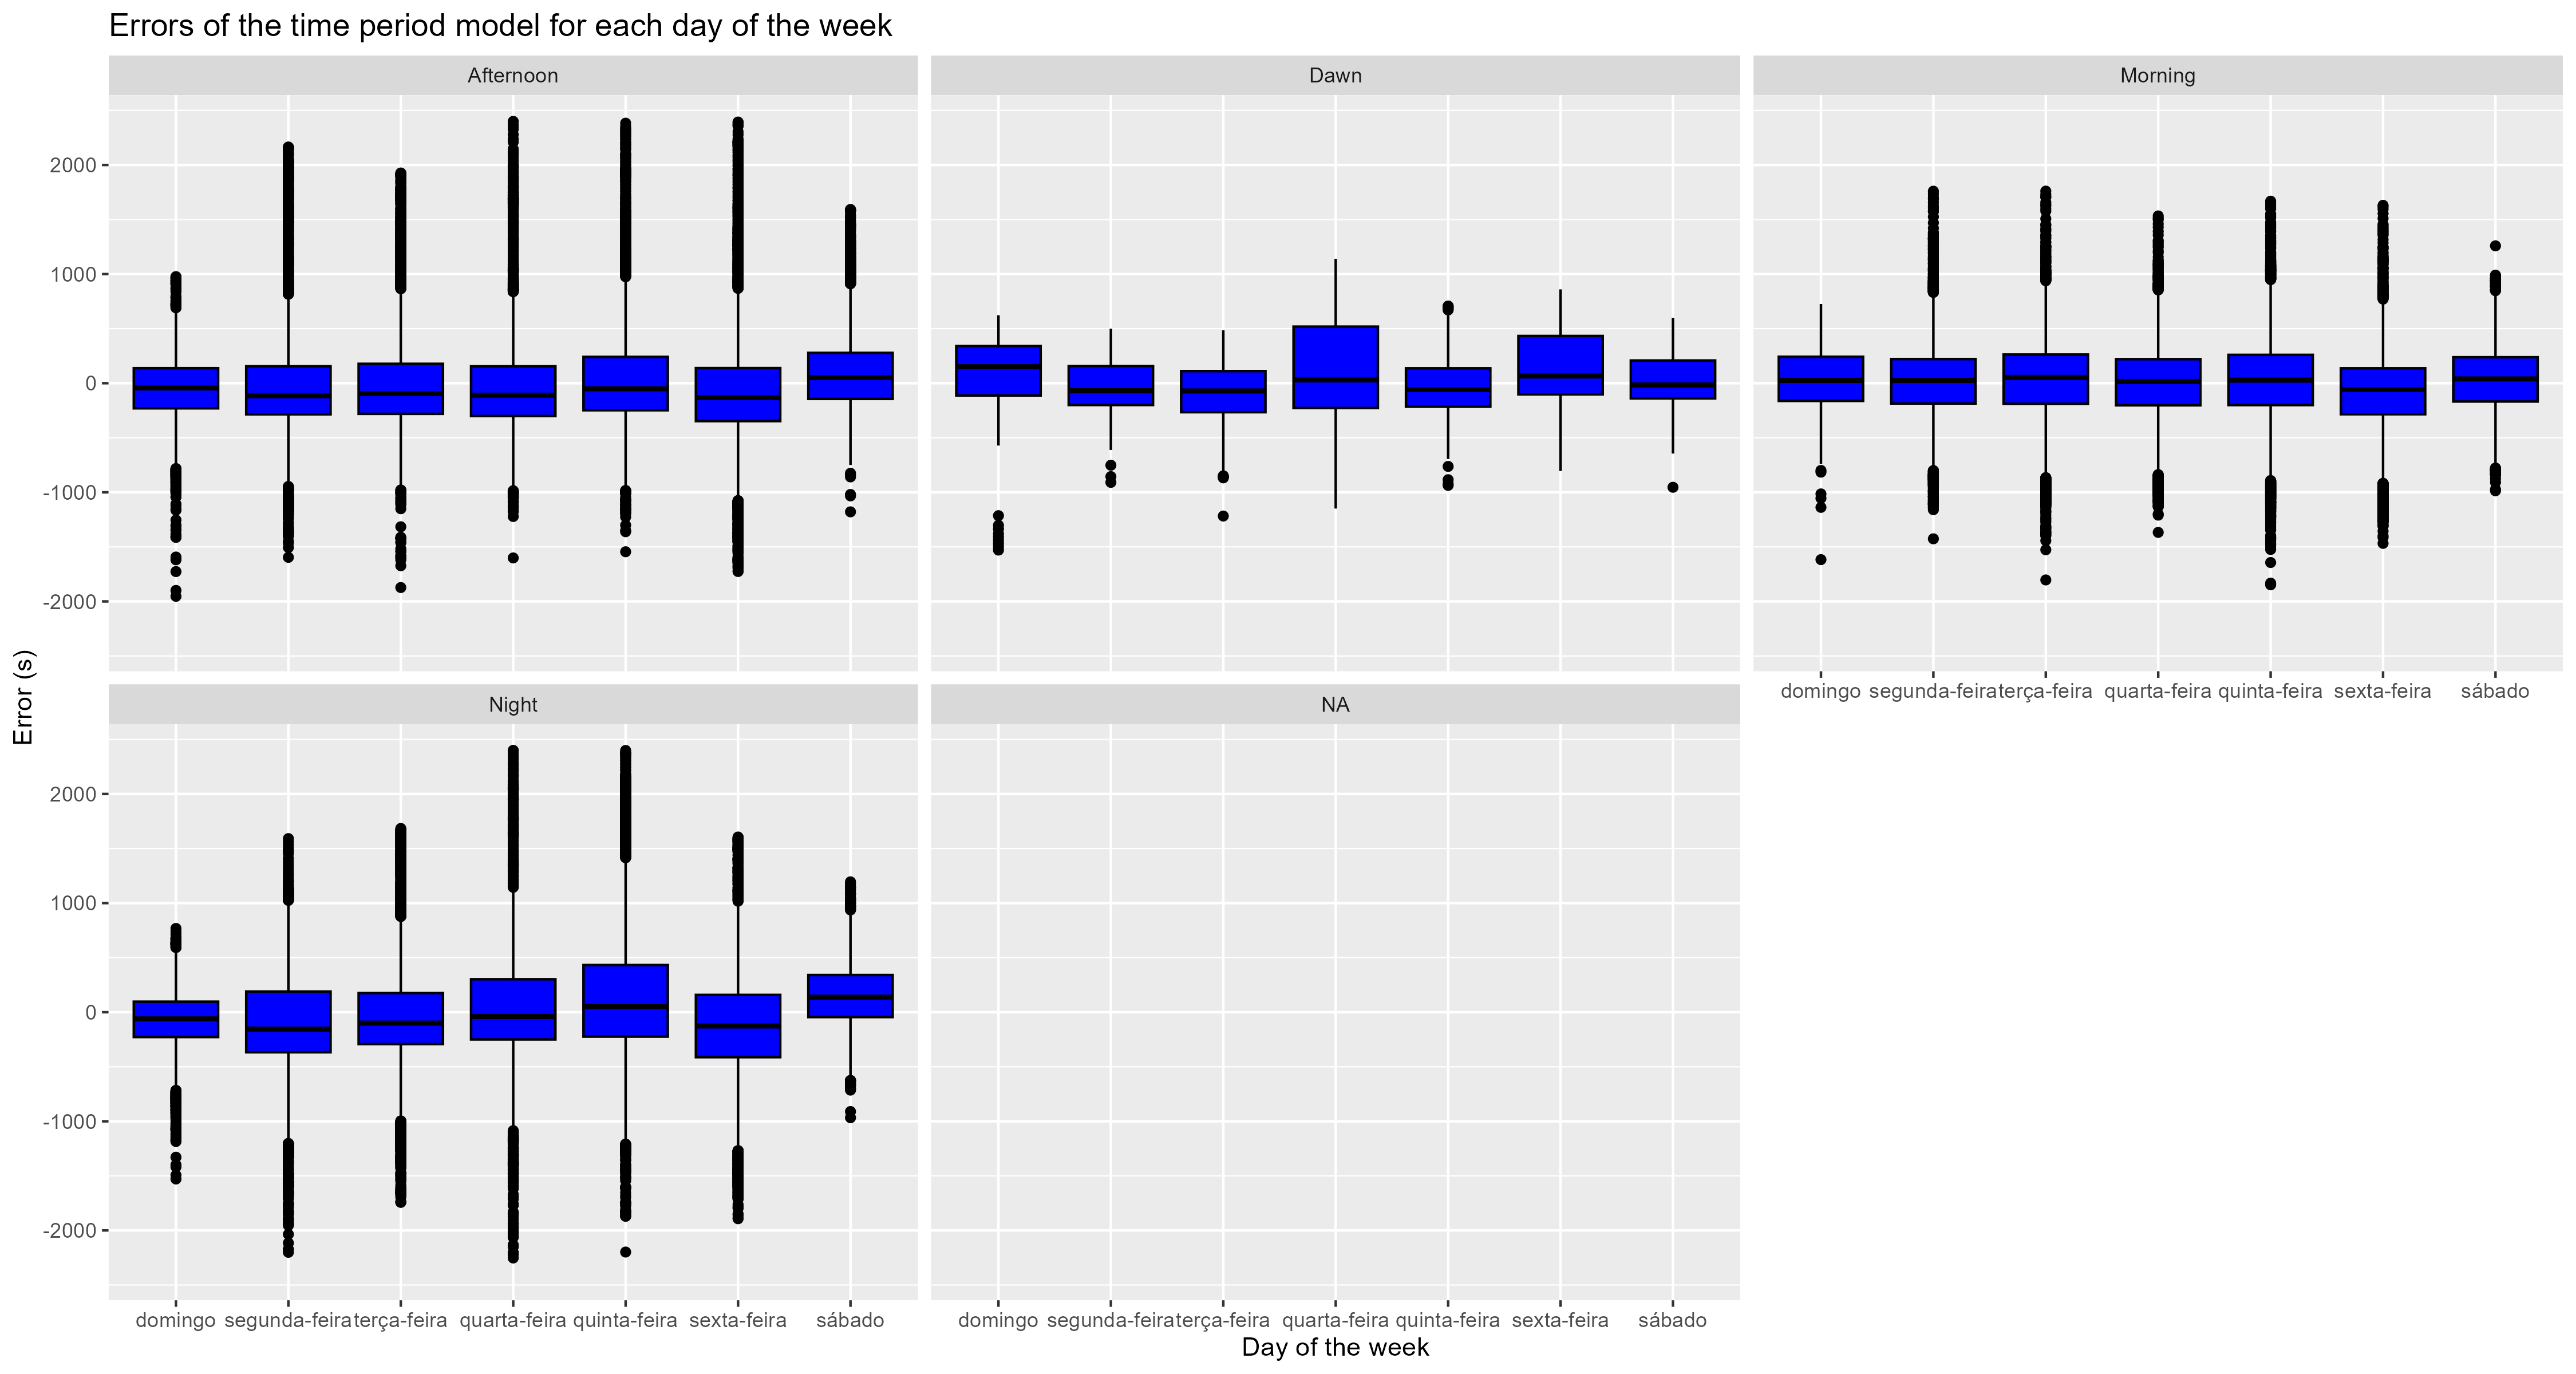 Errors of the time period model for each day of the week
Afternoon
Dawn
Morning
2000
1000
0
-1000
-2000
domingo segunda-feira terça-feira quarta-feira quinta-feira sexta-feira sábado
Error (s)
Night
NA
2000
1000
0
-1000
-2000
domingo segunda-feira terça-feira quarta-feira quinta-feira sexta-feira sábado
domingo segunda-feira terça-feira quarta-feira quinta-feira sexta-feira sábado
Day of the week